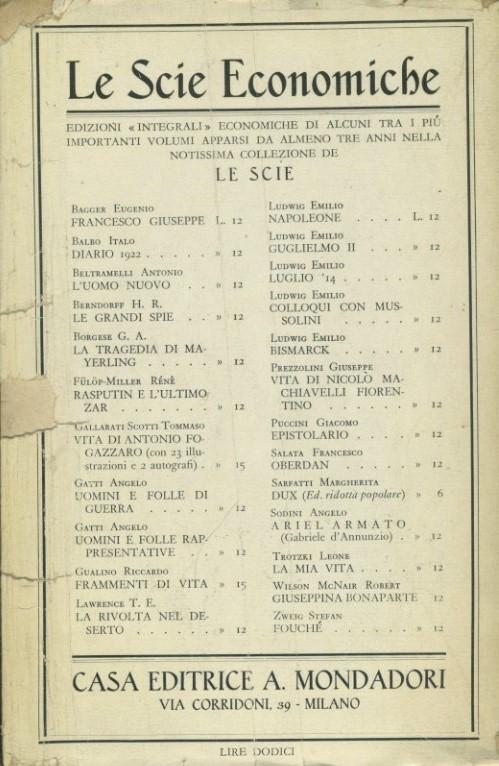 Le Scie Economiche
EDIZIONI «INTEGRALI» ECONOMICHE DI ALCUNI TRA I PIÚ
IMPORTANTI VOLUMI APPARSI DA ALMENO TRE ANNI NELLA
NOTISSIMA COLLEZIONE DE
LE SCIE
BAGGER EUGENIO
FRANCESCO GIUSEPPE L. 12
BALBO ITALO
DIARIO 1922 . . . . . » 12
BELTRAMELLI ANTONIO
L'UOMO NUOVO . . » 12
BERNDORFF H. R.
LE GRANDI SPIE . . » 12
BORGESE G. A.
LA TRAGEDIA DI MA-
YERLING . . . . . » 12
FÜLÖP-MILLER RÉNÈ
RASPUTIN E L'ULTIMO
ZAR . . . . . . . » 12
GALLARATI SCOTTI TOMMASO
VITA DI ANTONIO FO-
GAZZARO (con 23 illu-
strazioni e 2 autografi) . » 15
GATTI ANGELO
UOMINI E FOLLE DI
GUERRA . . . . . » 12
GATTI ANGELO
UOMINI E FOLLE RAP-
PRESENTATIVE . . » 12
GUALINO RICCARDO
FRAMMENTI DI VITA » 15
LAWRENCE T. E.
LA RIVOLTA NEL DE-
SERTO . . . . . . » 12
LUDWIG EMILIO
NAPOLEONE . . . . L. 12
LUDWIG EMILIO
GUGLIELMO II . . . » 12
LUDWIG EMILIO
LUGLIO '14 . . . . . » 12
LUDWIG EMILIO
COLLOQUI CON MUS-
SOLINI . . . . . » 12
LUDWIG EMILIO
BISMARCK . . . . . » 12
PREZZOLINI GIUSEPPE
VITA DI NICOLÒ MA-
CHIAVELLI FIOREN-
TINO . . . . . . » 12
PUCCINI GIACOMO
EPISTOLARIO . . . . » 12
SALATA FRANCESCO
OBERDAN . . . . . » 12
SARFATTI MARGHERITA
DUX (Ed. ridotta popolare) » 6
SODINI ANGELO
ARIEL ARMATO
(Gabriele d'Annunzio) . » 12
TROTZKI LEONE
LA MIA VITA . . . . » 12
WILSON MCNAIR ROBERT
GIUSEPPINA BONAPARTE 12
ZWEIG STEFAN
FOUCHÉ . . . . . . » 12
CASA EDITRICE A. MONDADORI
VIA CORRIDONI, 39 - MILANO
LIRE DODICI